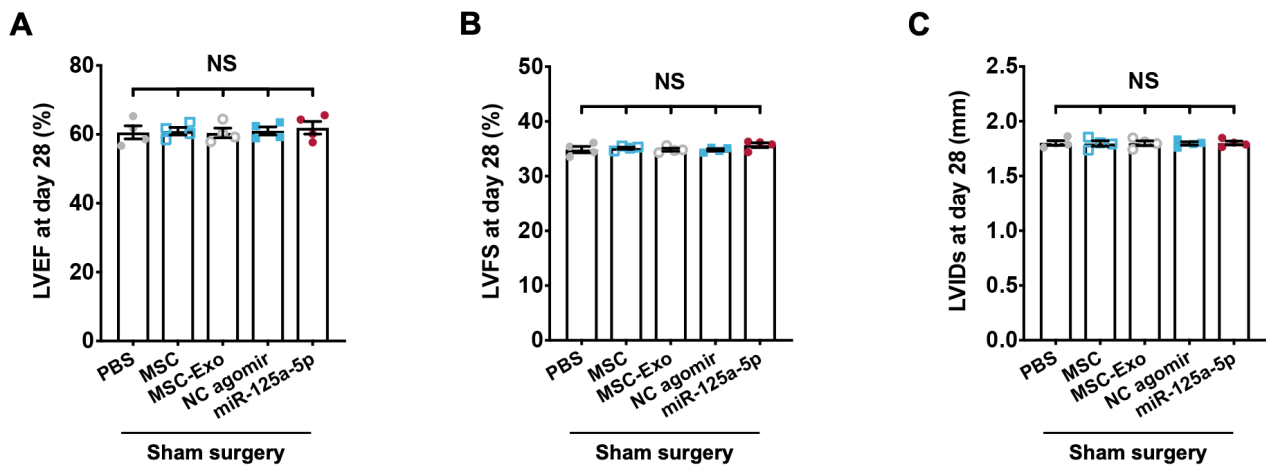 A
LVEF at day 28 (%)
80
60
40
20
0
NS
PBS
MSC
MSC-Exo
NC agomir
miR-125a-5p
Sham surgery
B
LVFS at day 28 (%)
50
40
30
20
10
0
NS
PBS
MSC
MSC-Exo
NC agomir
miR-125a-5p
Sham surgery
C
LVIDs at day 28 (mm)
2.5
2.0
1.5
1.0
0.5
0.0
NS
PBS
MSC
MSC-Exo
NC agomir
miR-125a-5p
Sham surgery